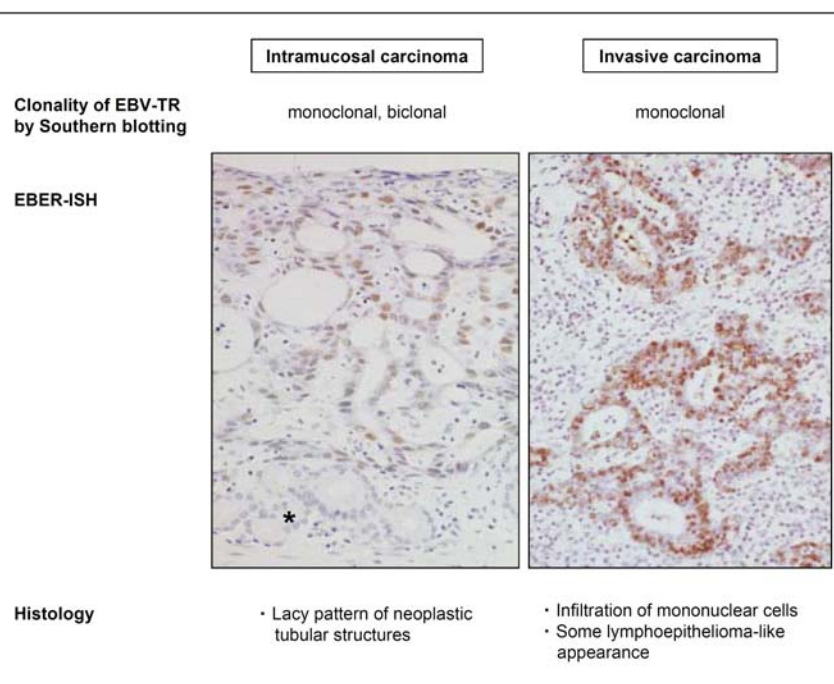 Intramucosal carcinoma
Invasive carcinoma
Clonality of EBV-TR
by Southern blotting
monoclonal, biclonal
monoclonal
EBER-ISH
*
Histology
・Lacy pattern of neoplastic
tubular structures
・Infiltration of mononuclear cells
・Some lymphoepithelioma-like
appearance